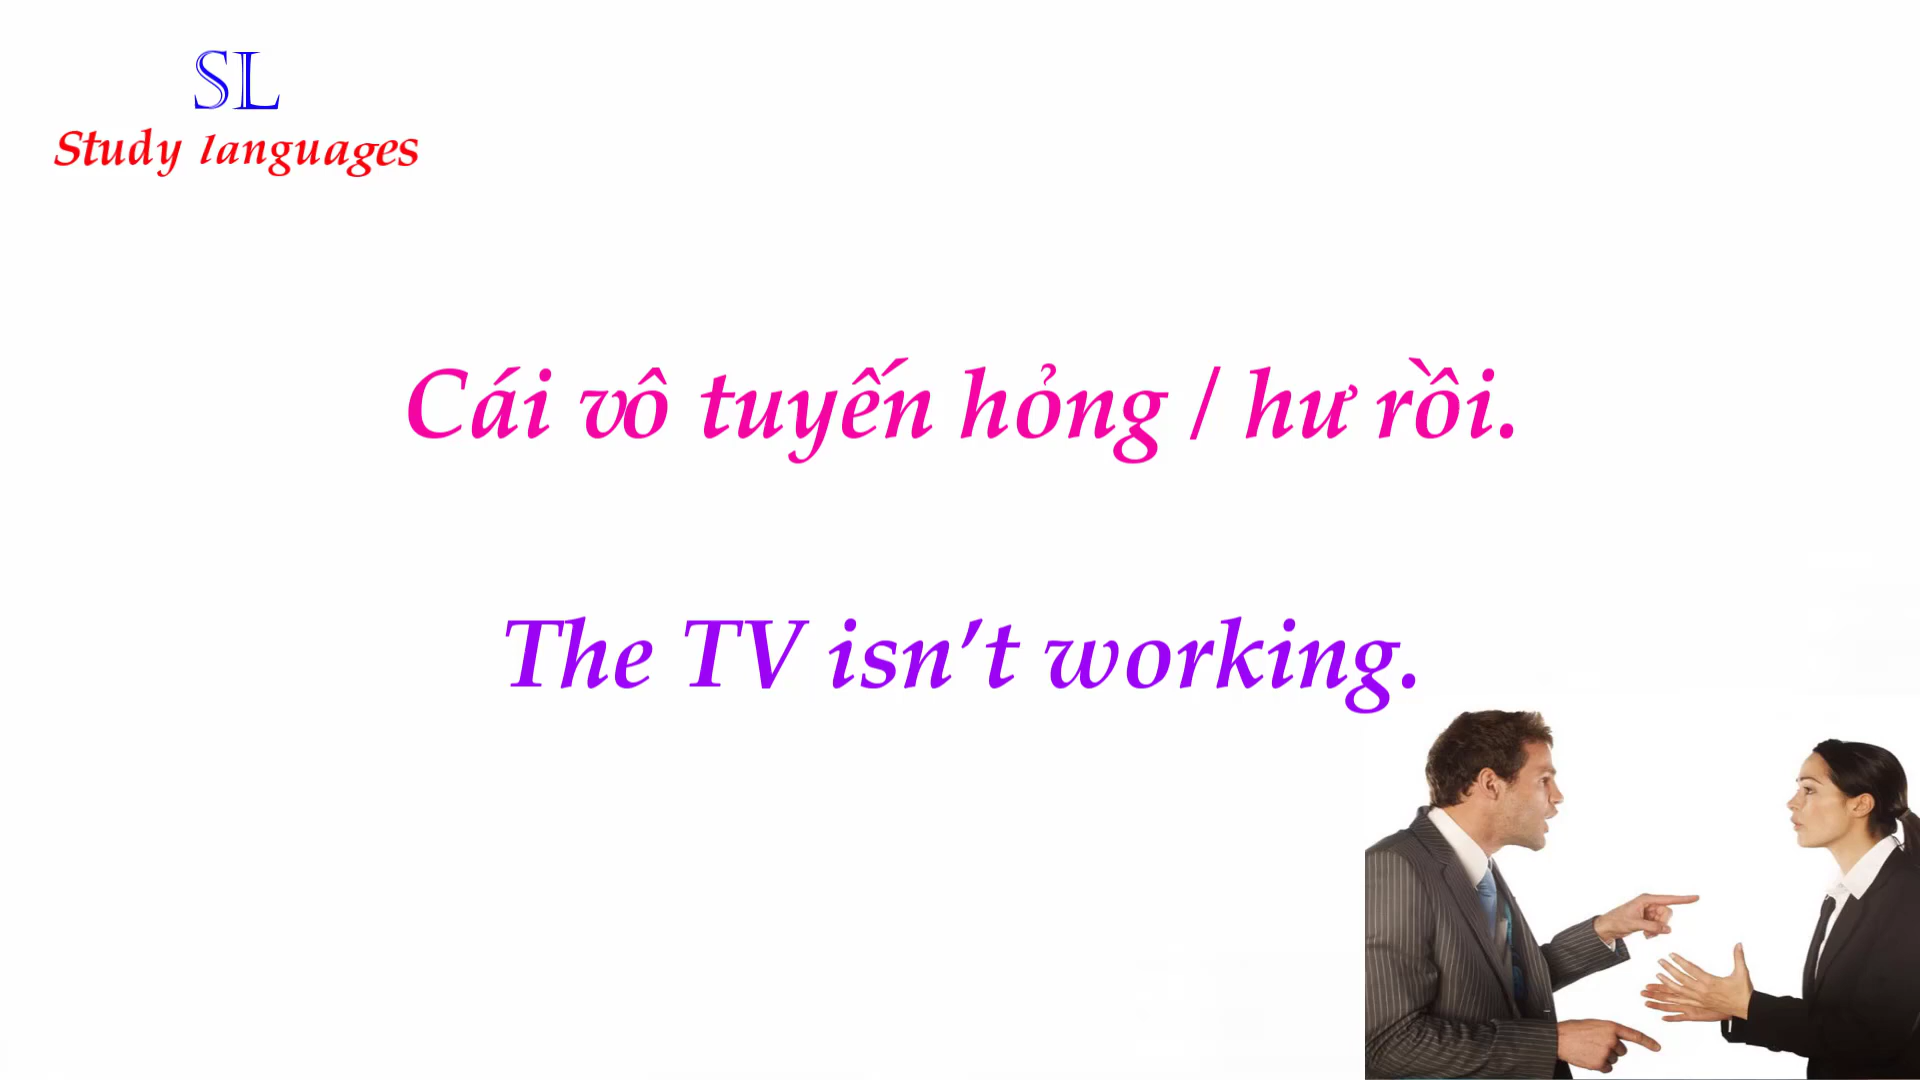 SL
Study languages
Cái vô tuyến hỏng / hư rồi.
The TV isn't working.